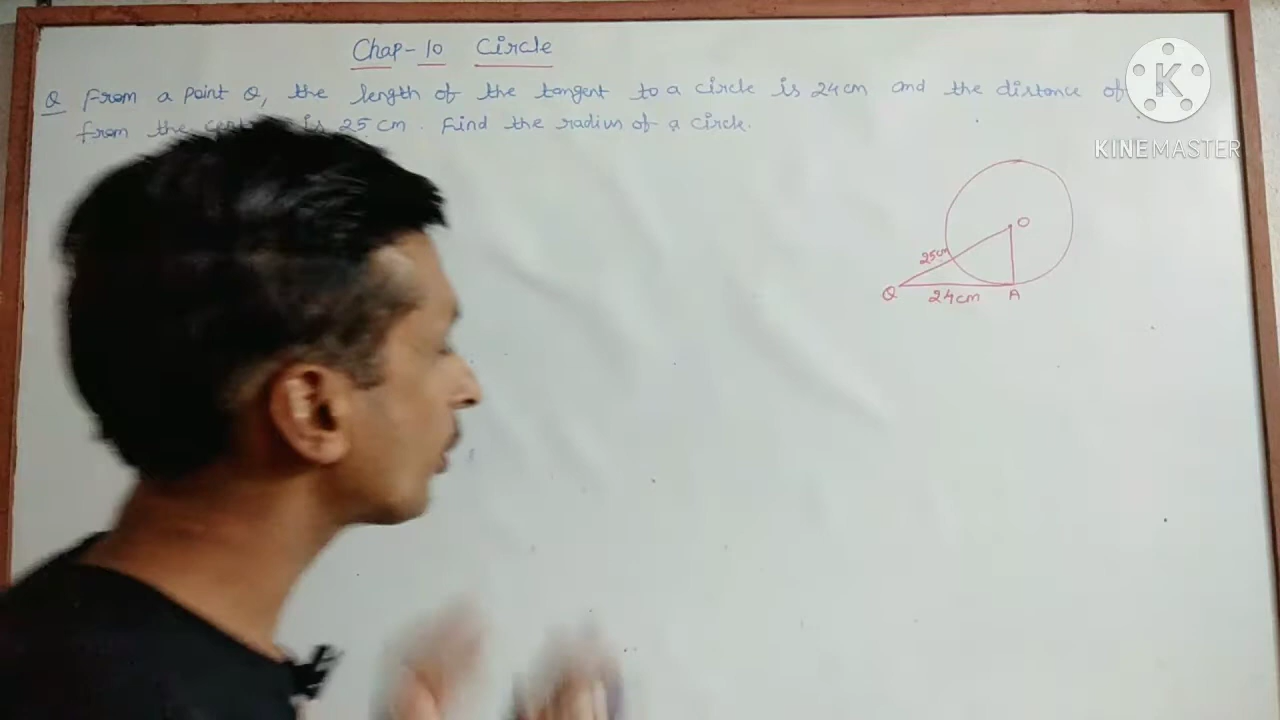 Chap-10 Circle
Q From a point Q, the length of the tangent to a circle is 24cm and the distance of
from the is 25 cm. Find the radius of a circle.
K
KINEMASTER
O
25cm
Q 24cm A